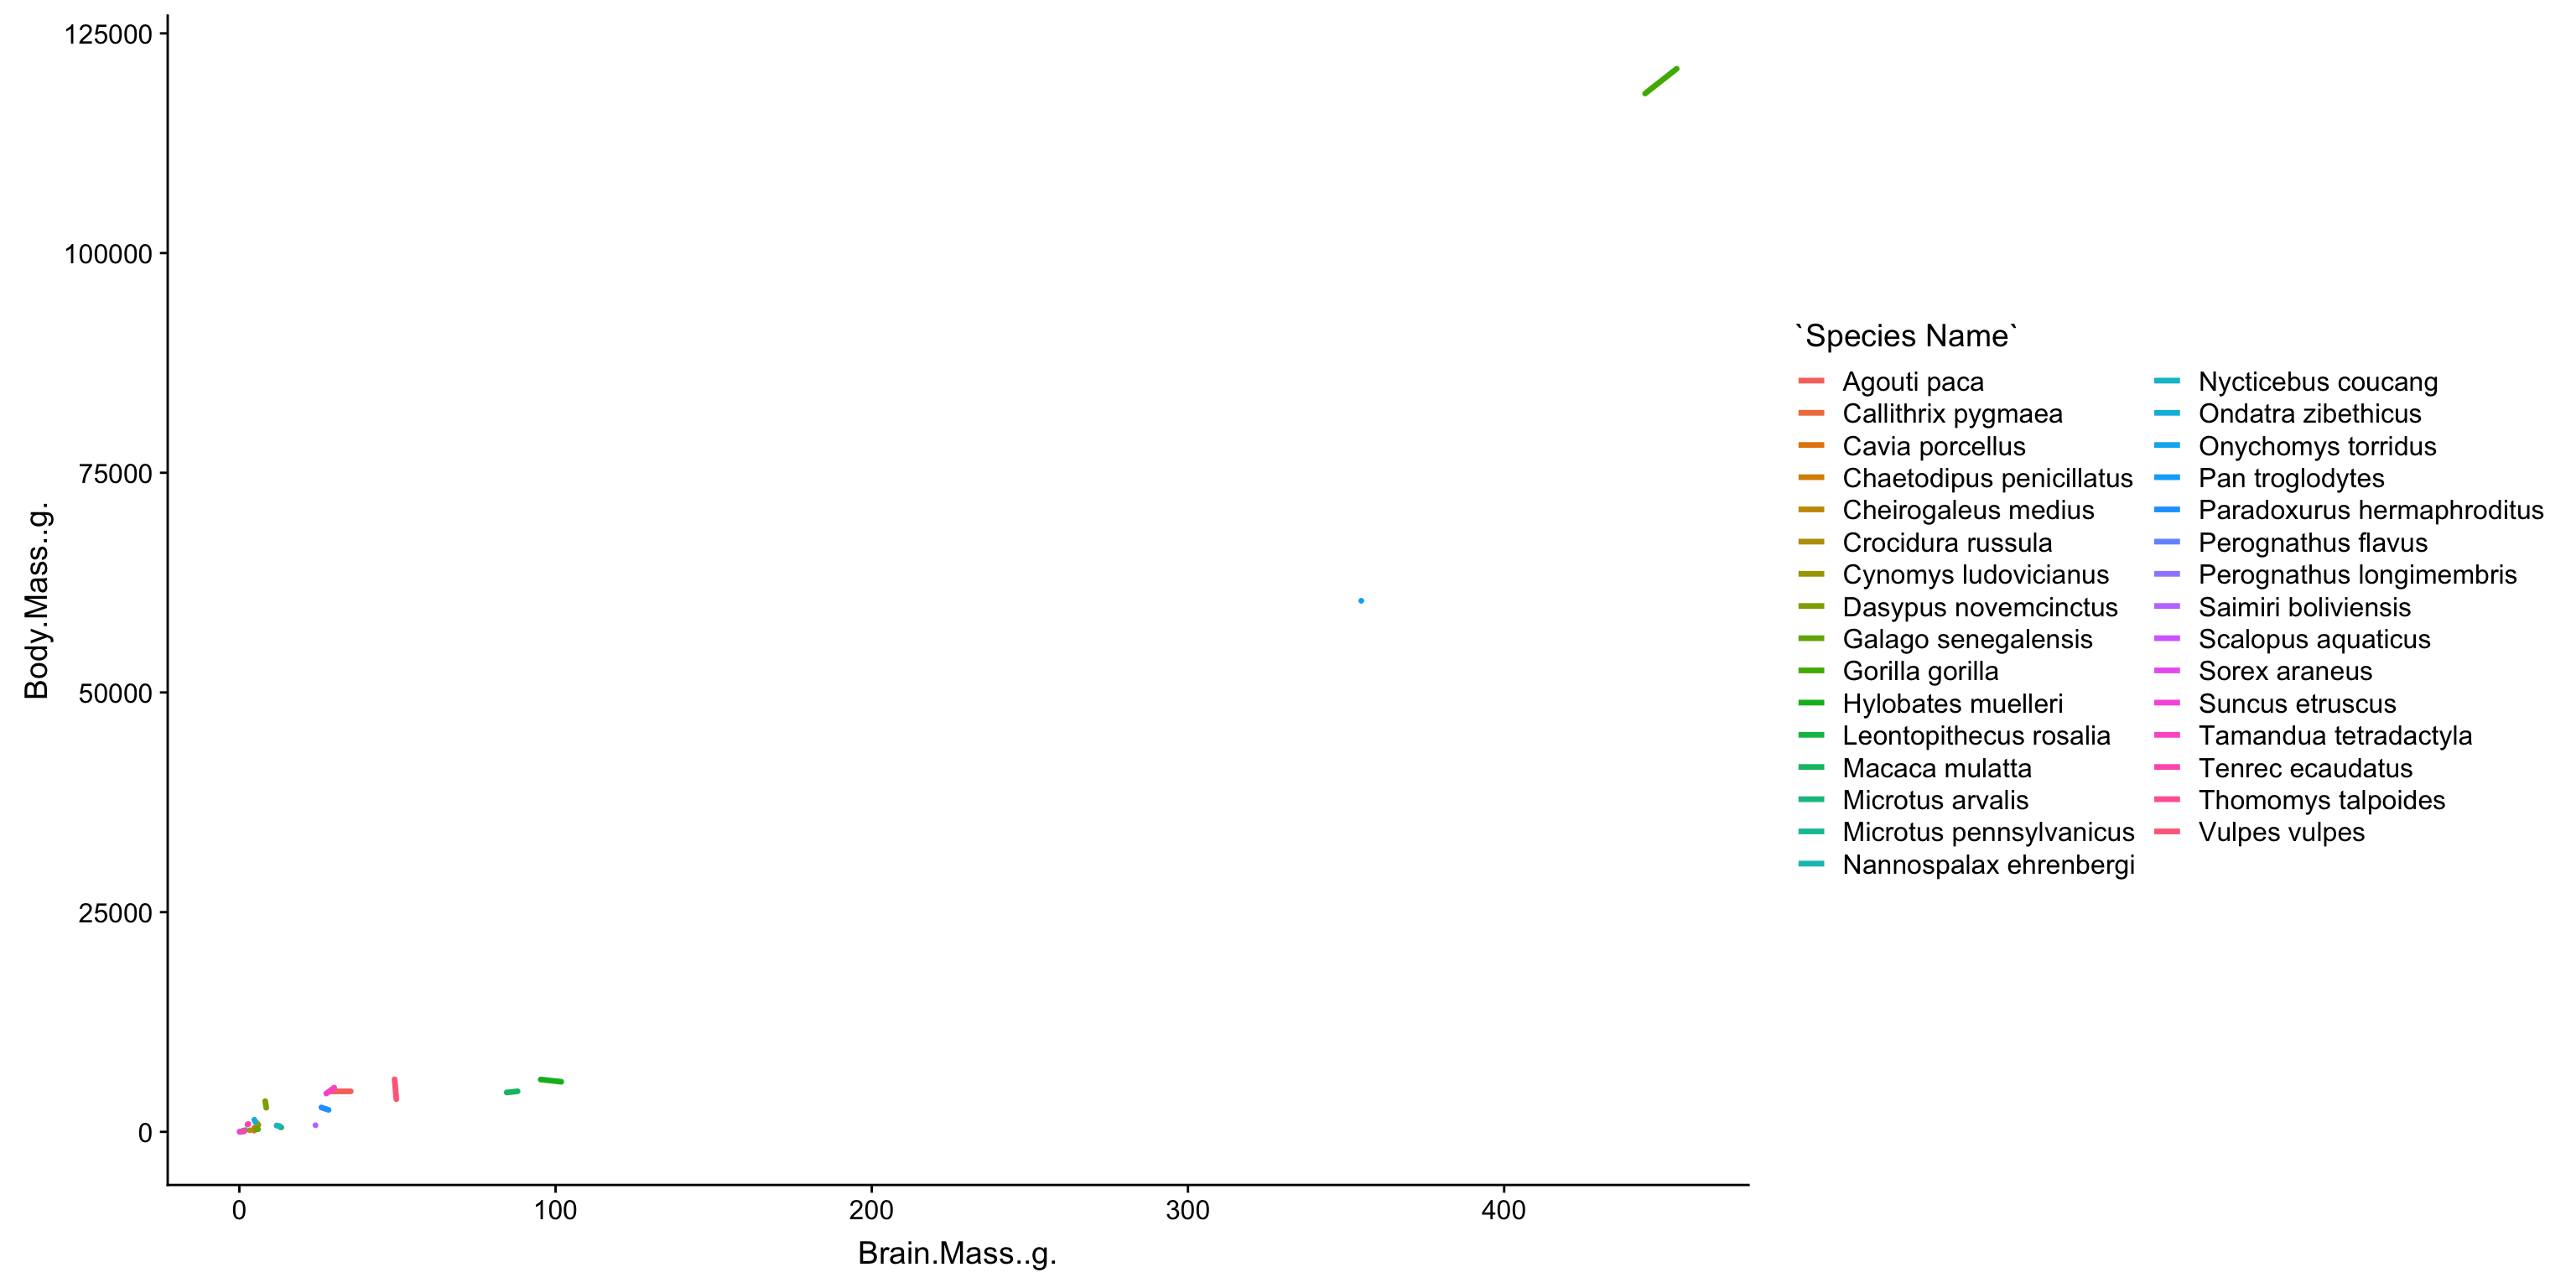 125000
100000
75000
50000
25000
0
Body.Mass..g.
0 100 200 300 400
Brain.Mass..g.
`Species Name`
Agouti paca
Callithrix pygmaea
Cavia porcellus
Chaetodipus penicillatus
Cheirogaleus medius
Crocidura russula
Cynomys ludovicianus
Dasypus novemcinctus
Galago senegalensis
Gorilla gorilla
Hylobates muelleri
Leontopithecus rosalia
Macaca mulatta
Microtus arvalis
Microtus pennsylvanicus
Nannospalax ehrenbergi
Nycticebus coucang
Ondatra zibethicus
Onychomys torridus
Pan troglodytes
Paradoxurus hermaphroditus
Perognathus flavus
Perognathus longimembris
Saimiri boliviensis
Scalopus aquaticus
Sorex araneus
Suncus etruscus
Tamandua tetradactyla
Tenrec ecaudatus
Thomomys talpoides
Vulpes vulpes